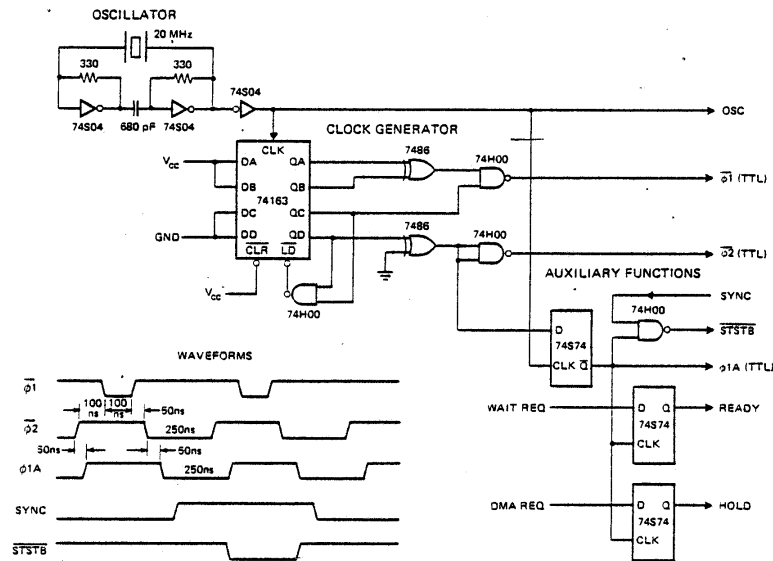 OSCILLATOR
20 MHz
330
330
74S04
680 pF
74S04
74S04
OSC
CLOCK GENERATOR
CLK
VCC
DA
QA
7486
74H00
φ1 (TTL)
DB
QB
74163
DC
QC
GND
DD
QD
7486
74H00
φ2 (TTL)
CLR
LD
VCC
74H00
AUXILIARY FUNCTIONS
SYNC
74H00
D
74S74
STSTB
CLK Q
φ1A (TTL)
WAIT REQ
D Q
READY
74S74
CLK
DMA REQ
D Q
HOLD
74S74
CLK
WAVEFORMS
φ1
100 ns
100 ns
50ns
φ2
250ns
50ns
50ns
φ1A
250ns
SYNC
STSTB